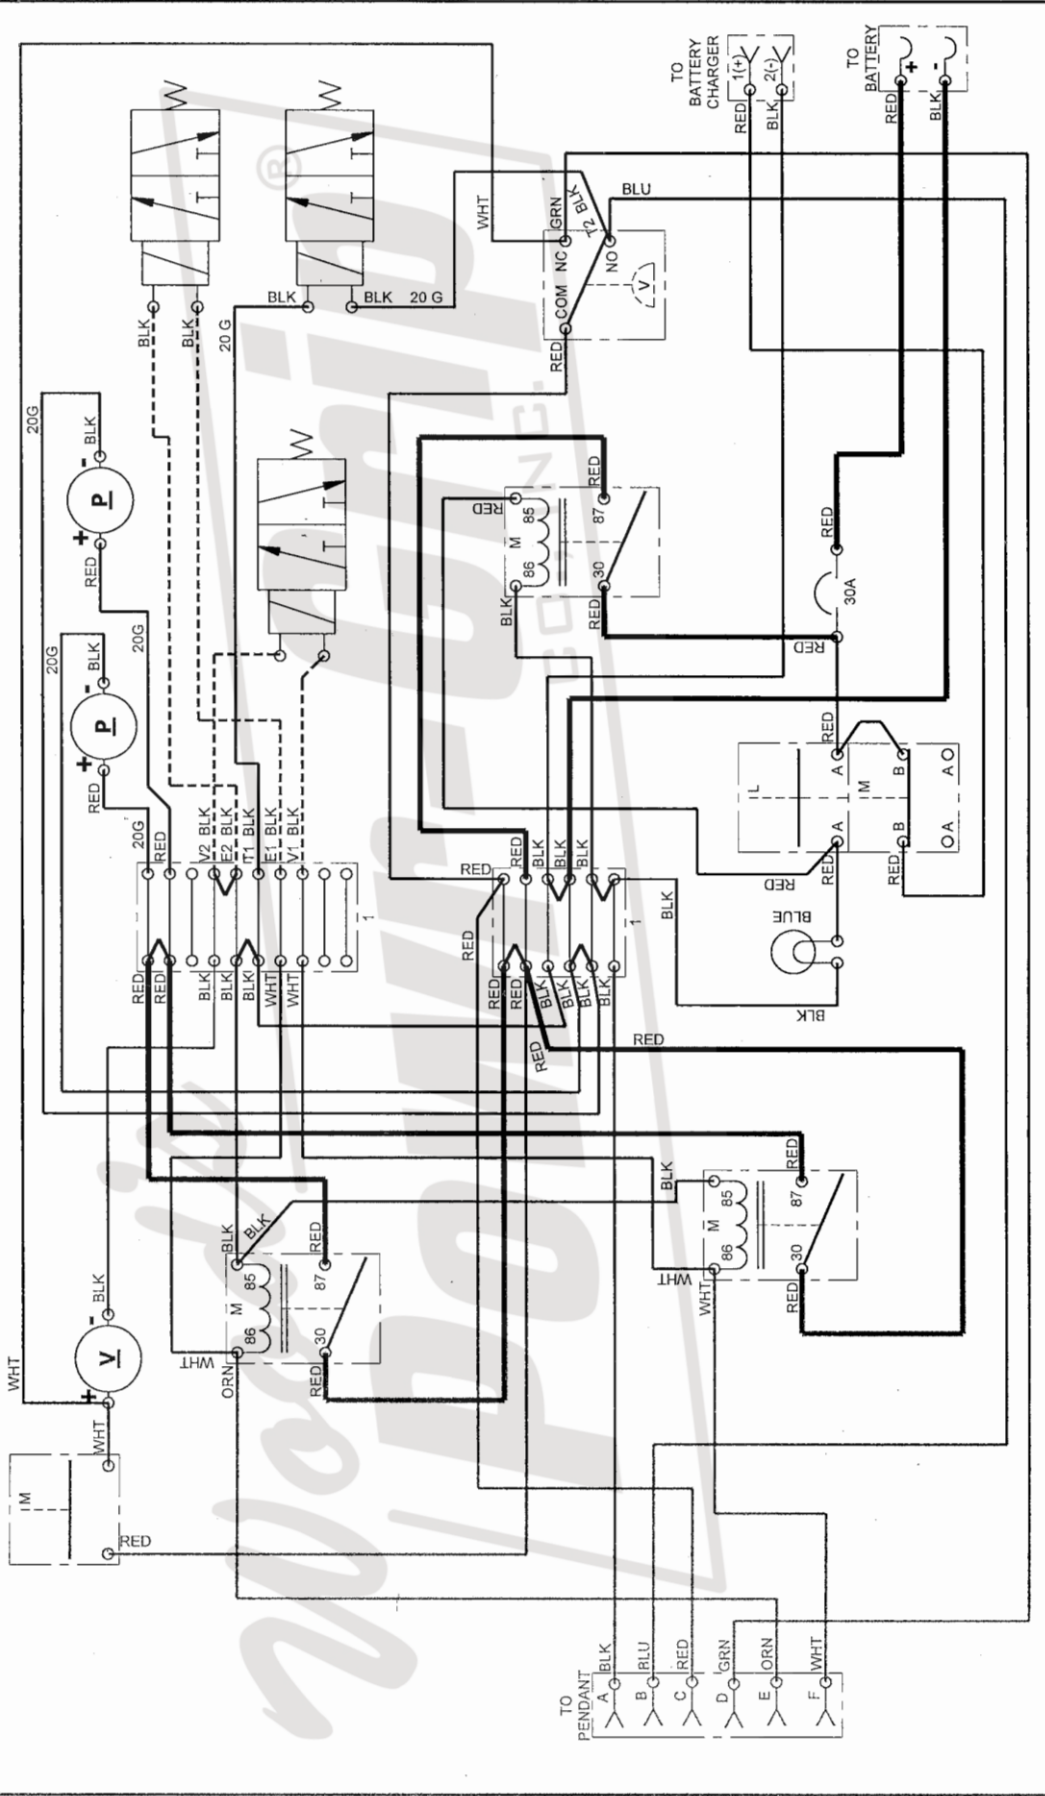 TO BATTERY CHARGER
1(+)
2(-)
RED
BLK
TO BATTERY
+
-
RED
BLK
WHT
GRN
T2 BLK
BLU
NC
NO
COM
V
RED
BLK
BLK
20 G
20 G
BLK
BLK
20G
BLK
-
P
+
RED
20G
20G
BLK
-
P
+
RED
20G
RED
V2 BLK
E2 BLK
T1 BLK
E1 BLK
V1 BLK
1
RED
RED
BLK
BLK
BLK
WHT
WHT
RED
85
M
86
BLK
RED
87
30
RED
RED
30A
RED
RED
L
A
A
M
B
B
A
A
RED
RED
RED
BLUE
BLK
RED
RED
BLK
BLK
BLK
1
BLK
RED
RED
RED
BLK
BLK
BLK
BLK
RED
RED
BLK
BLK
RED
85
M
86
87
30
WHT
ORN
RED
BLK
RED
85
M
86
87
30
WHT
WHT
RED
BLK
-
V
+
WHT
WHT
M
RED
TO PENDANT
A
BLK
B
BLU
C
RED
D
GRN
E
ORN
F
WHT
Mobile
PowrGrip
®
CO., INC.